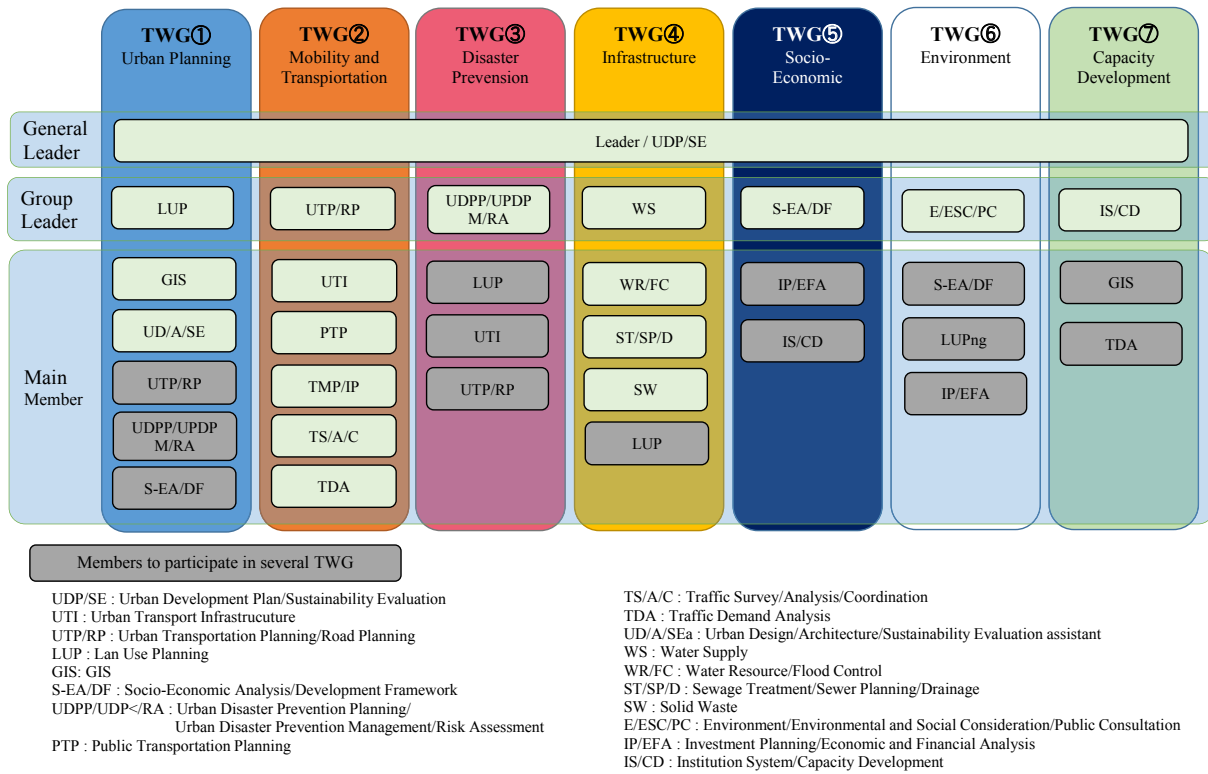 TWG①
Urban Planning
TWG②
Mobility and
Transpiortation
TWG③
Disaster
Prevension
TWG④
Infrastructure
TWG⑤
Socio-
Economic
TWG⑥
Environment
TWG⑦
Capacity
Development
General
Leader
Leader / UDP/SE
Group
Leader
LUP
UTP/RP
UDPP/UPDP
M/RA
WS
S-EA/DF
E/ESC/PC
IS/CD
Main
Member
GIS
UD/A/SE
UTP/RP
UDPP/UPDP
M/RA
S-EA/DF
UTI
PTP
TMP/IP
TS/A/C
TDA
LUP
UTI
UTP/RP
WR/FC
ST/SP/D
SW
LUP
IP/EFA
IS/CD
S-EA/DF
LUPng
IP/EFA
GIS
TDA
Members to participate in several TWG
UDP/SE : Urban Development Plan/Sustainability Evaluation
UTI : Urban Transport Infrastrucuture
UTP/RP : Urban Transportation Planning/Road Planning
LUP : Lan Use Planning
GIS: GIS
S-EA/DF : Socio-Economic Analysis/Development Framework
UDPP/UDP</RA : Urban Disaster Prevention Planning/
Urban Disaster Prevention Management/Risk Assessment
PTP : Public Transportation Planning
TS/A/C : Traffic Survey/Analysis/Coordination
TDA : Traffic Demand Analysis
UD/A/SEa : Urban Design/Architecture/Sustainability Evaluation assistant
WS : Water Supply
WR/FC : Water Resource/Flood Control
ST/SP/D : Sewage Treatment/Sewer Planning/Drainage
SW : Solid Waste
E/ESC/PC : Environment/Environmental and Social Consideration/Public Consultation
IP/EFA : Investment Planning/Economic and Financial Analysis
IS/CD : Institution System/Capacity Development